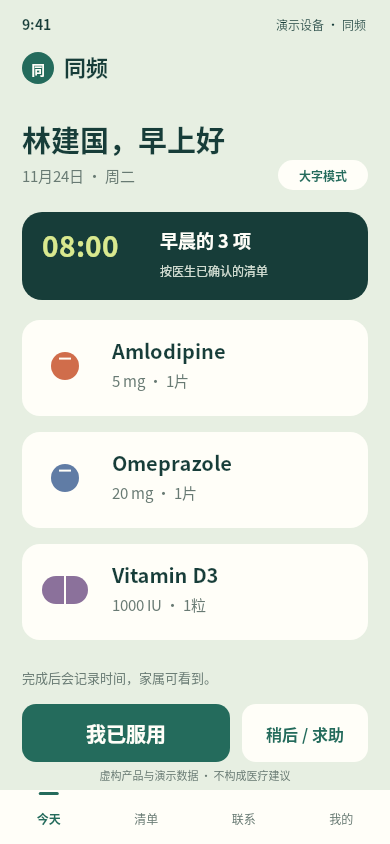 9:41
演示设备 · 同频
同 同频
林建国，早上好
11月24日 · 周二
大字模式
08:00
早晨的 3 项
按医生已确认的清单
Amlodipine
5 mg · 1片
Omeprazole
20 mg · 1片
Vitamin D3
1000 IU · 1粒
完成后会记录时间，家属可看到。
我已服用
稍后 / 求助
虚构产品与演示数据 · 不构成医疗建议
今天
清单
联系
我的